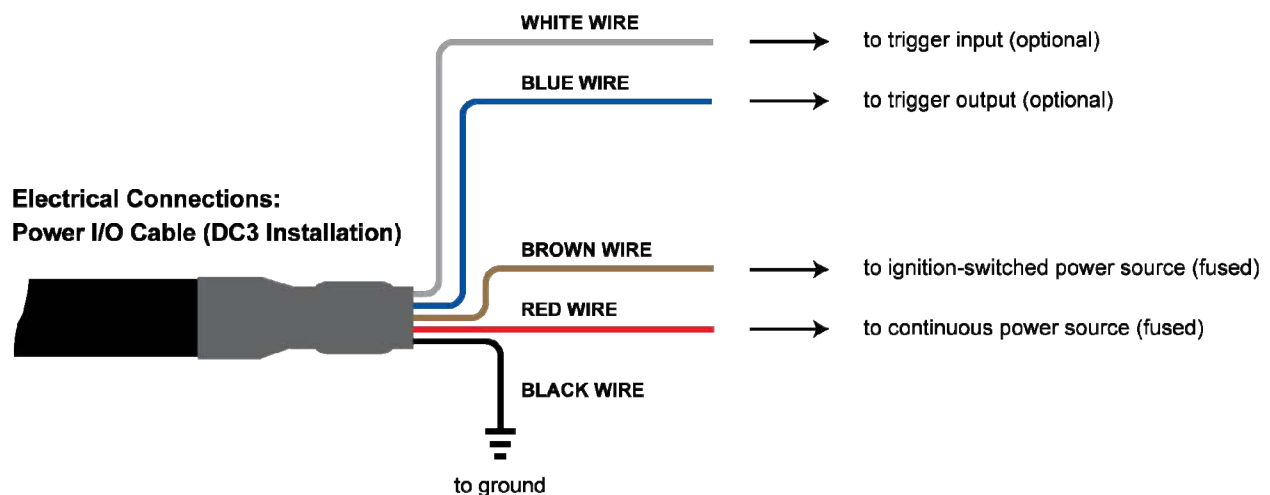 WHITE WIRE
to trigger input (optional)
BLUE WIRE
to trigger output (optional)
Electrical Connections:
Power I/O Cable (DC3 Installation)
BROWN WIRE
to ignition-switched power source (fused)
RED WIRE
to continuous power source (fused)
BLACK WIRE
to ground